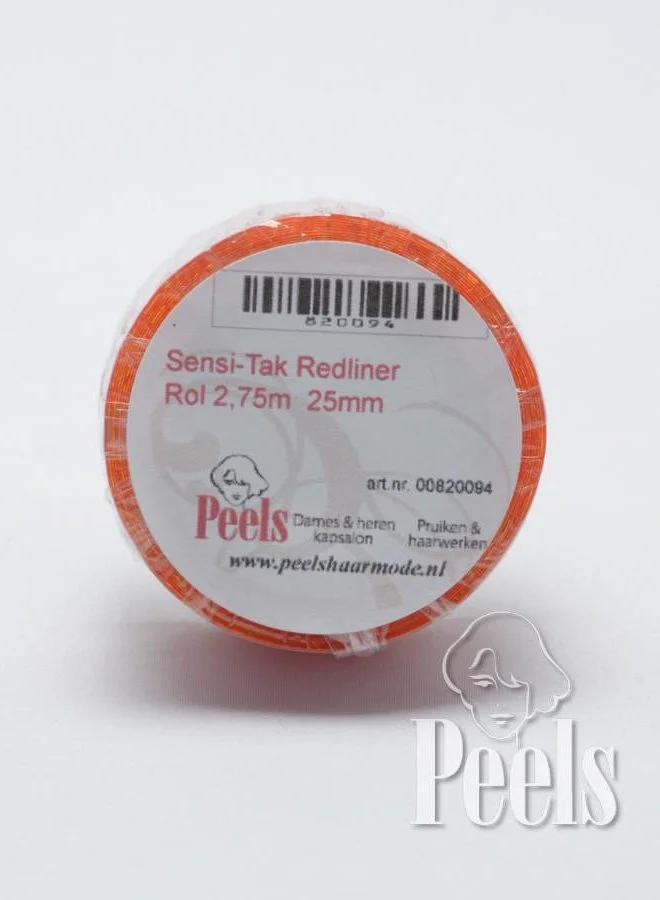 820094
Sensi-Tak Redliner
Rol 2,75m 25mm
art.nr. 00820094
Peels
Dames & heren kapsalon
Pruiken & haarwerken
www.peelshaarmode.nl
Peels